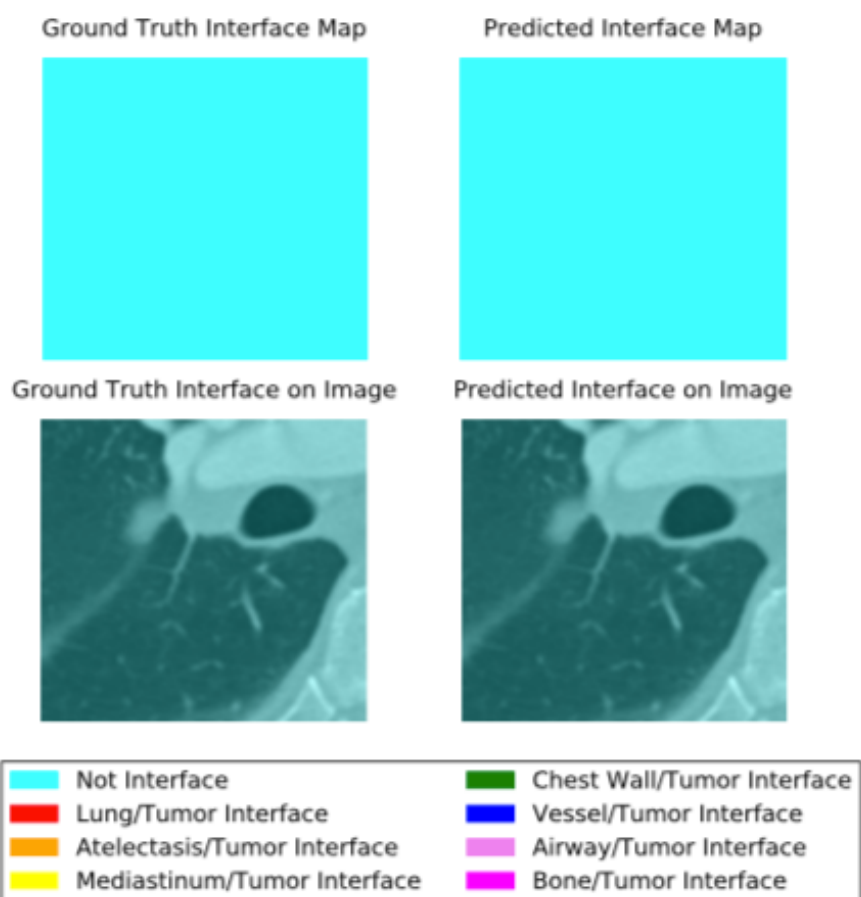 Ground Truth Interface Map
Predicted Interface Map
Ground Truth Interface on Image
Predicted Interface on Image
Not Interface
Lung/Tumor Interface
Atelectasis/Tumor Interface
Mediastinum/Tumor Interface
Chest Wall/Tumor Interface
Vessel/Tumor Interface
Airway/Tumor Interface
Bone/Tumor Interface